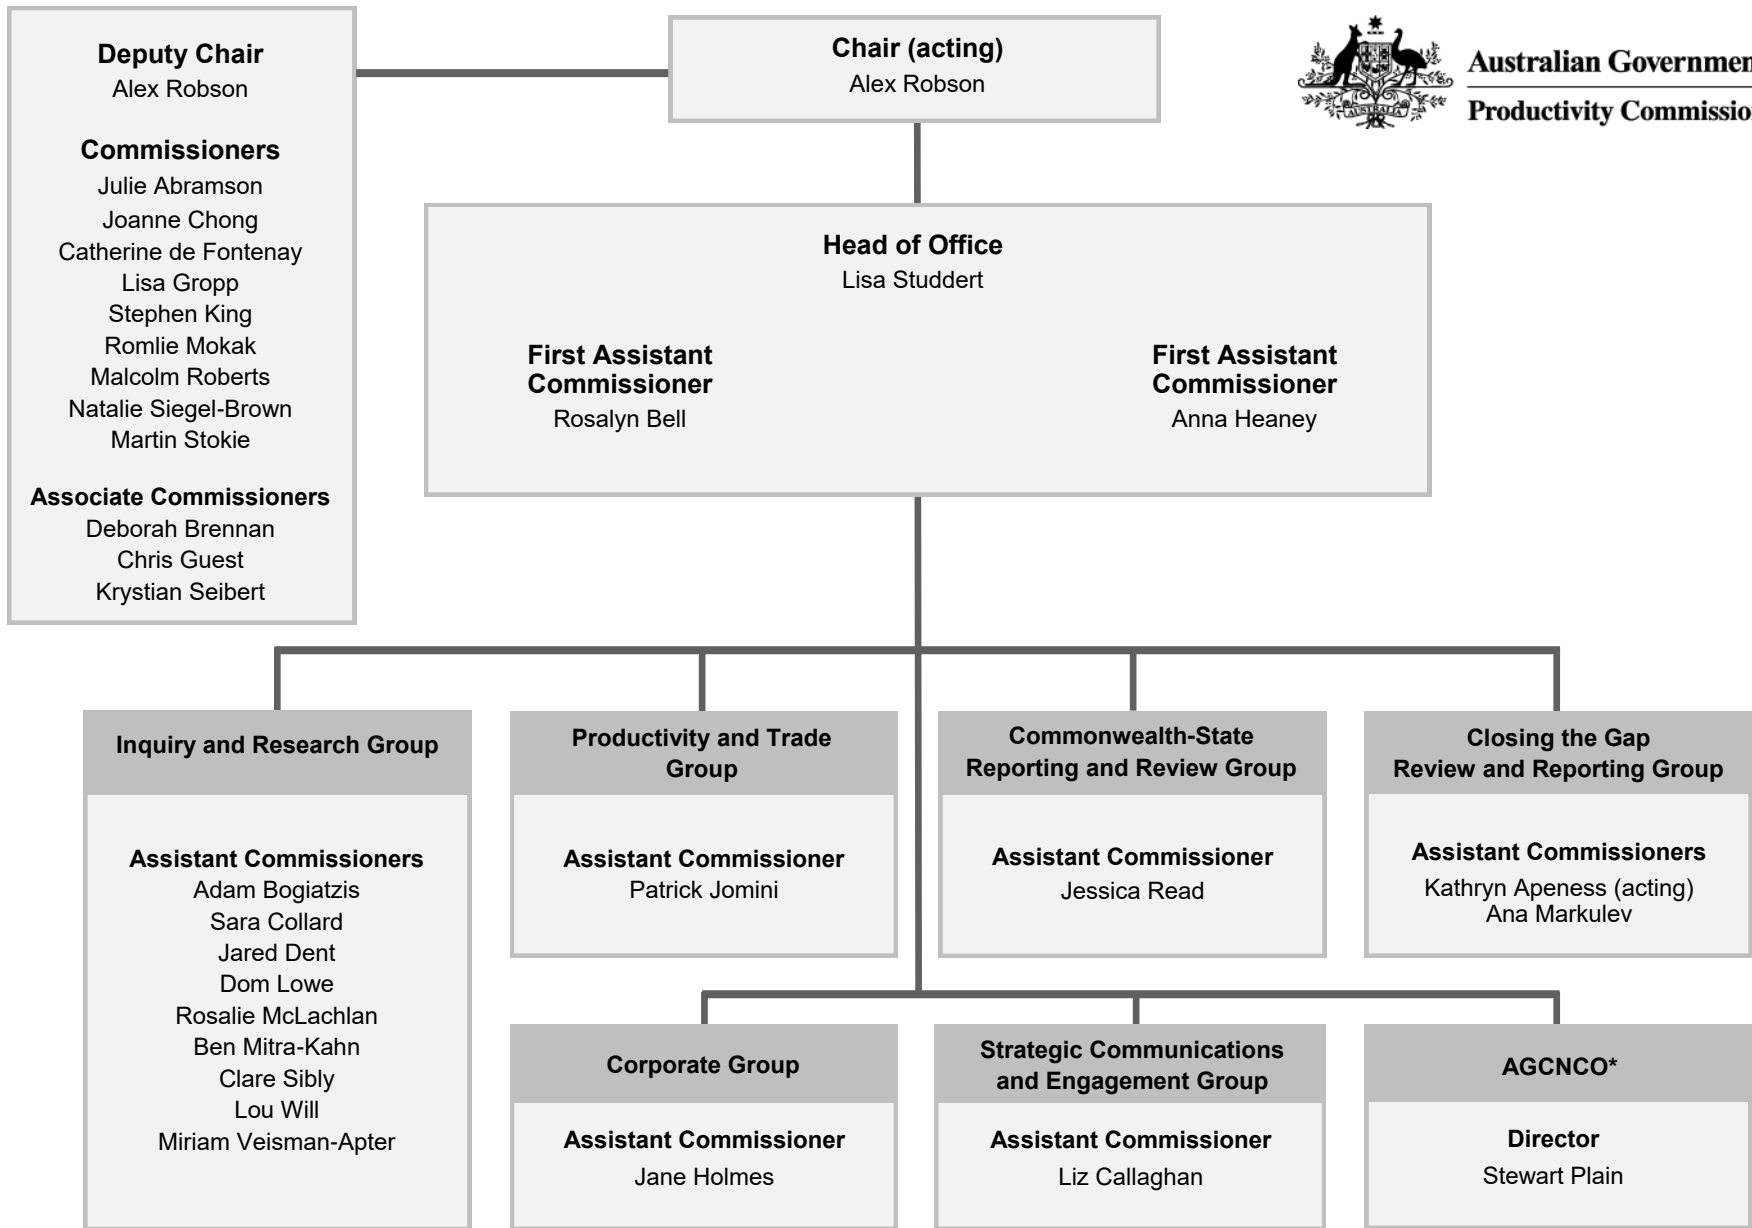 Deputy Chair
Alex Robson
Commissioners
Julie Abramson
Joanne Chong
Catherine de Fontenay
Lisa Gropp
Stephen King
Romlie Mokak
Malcolm Roberts
Natalie Siegel-Brown
Martin Stokie
Associate Commissioners
Deborah Brennan
Chris Guest
Krystian Seibert
Chair (acting)
Alex Robson
AUSTRALIA
Australian Governmen
Productivity Commissio
Head of Office
Lisa Studdert
First Assistant
Commissioner
Rosalyn Bell
First Assistant
Commissioner
Anna Heaney
Inquiry and Research Group
Assistant Commissioners
Adam Bogiatzis
Sara Collard
Jared Dent
Dom Lowe
Rosalie McLachlan
Ben Mitra-Kahn
Clare Sibly
Lou Will
Miriam Veisman-Apter
Productivity and Trade
Group
Assistant Commissioner
Patrick Jomini
Commonwealth-State
Reporting and Review Group
Assistant Commissioner
Jessica Read
Closing the Gap
Review and Reporting Group
Assistant Commissioners
Kathryn Apeness (acting)
Ana Markulev
Corporate Group
Assistant Commissioner
Jane Holmes
Strategic Communications
and Engagement Group
Assistant Commissioner
Liz Callaghan
AGCNCO*
Director
Stewart Plain